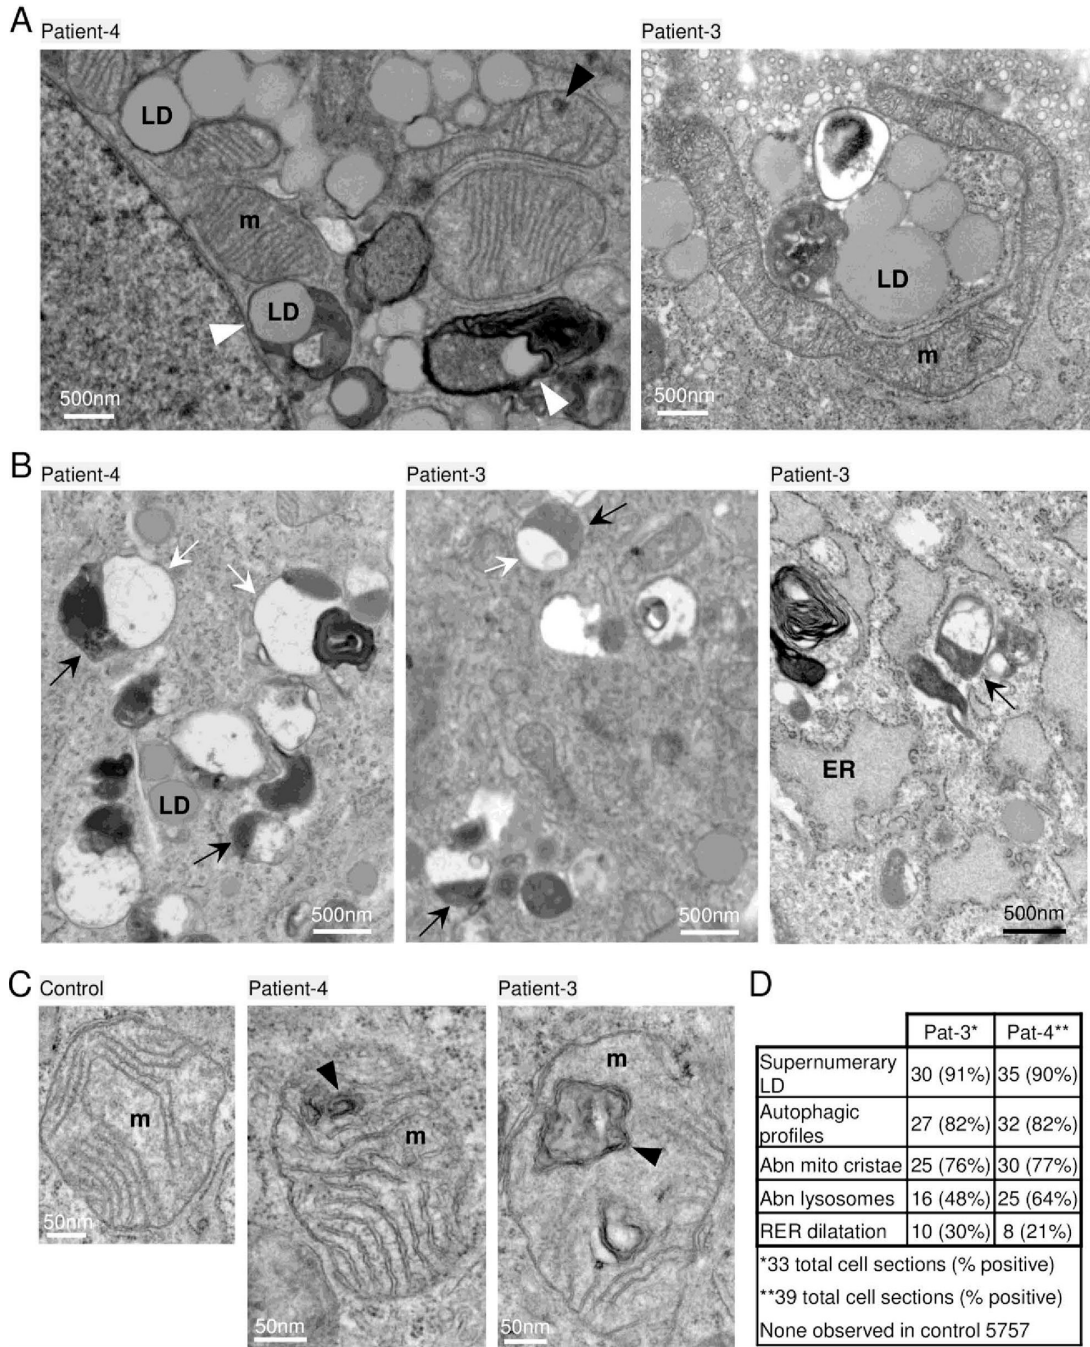 A
Patient-4
Patient-3
LD
m
LD
500nm
LD
m
500nm
B
Patient-4
Patient-3
Patient-3
LD
500nm
500nm
ER
500nm
C
Control
Patient-4
Patient-3
D
m
50nm
m
50nm
m
50nm
Pat-3* Pat-4**
Supernumerary LD 30 (91%) 35 (90%)
Autophagic profiles 27 (82%) 32 (82%)
Abn mito cristae 25 (76%) 30 (77%)
Abn lysosomes 16 (48%) 25 (64%)
RER dilatation 10 (30%) 8 (21%)
*33 total cell sections (% positive)
**39 total cell sections (% positive)
None observed in control 5757